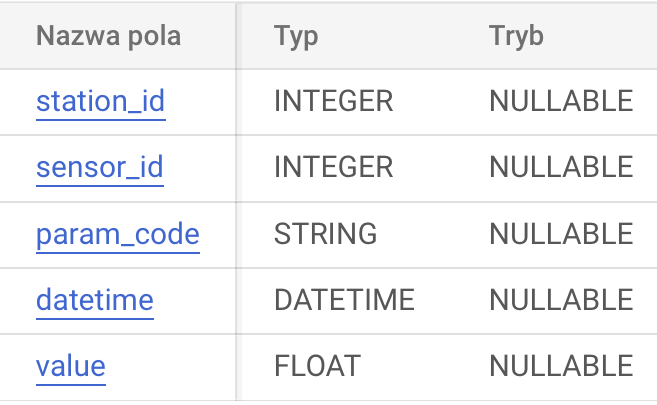 Nazwa pola Typ Tryb
station_id INTEGER NULLABLE
sensor_id INTEGER NULLABLE
param_code STRING NULLABLE
datetime DATETIME NULLABLE
value FLOAT NULLABLE